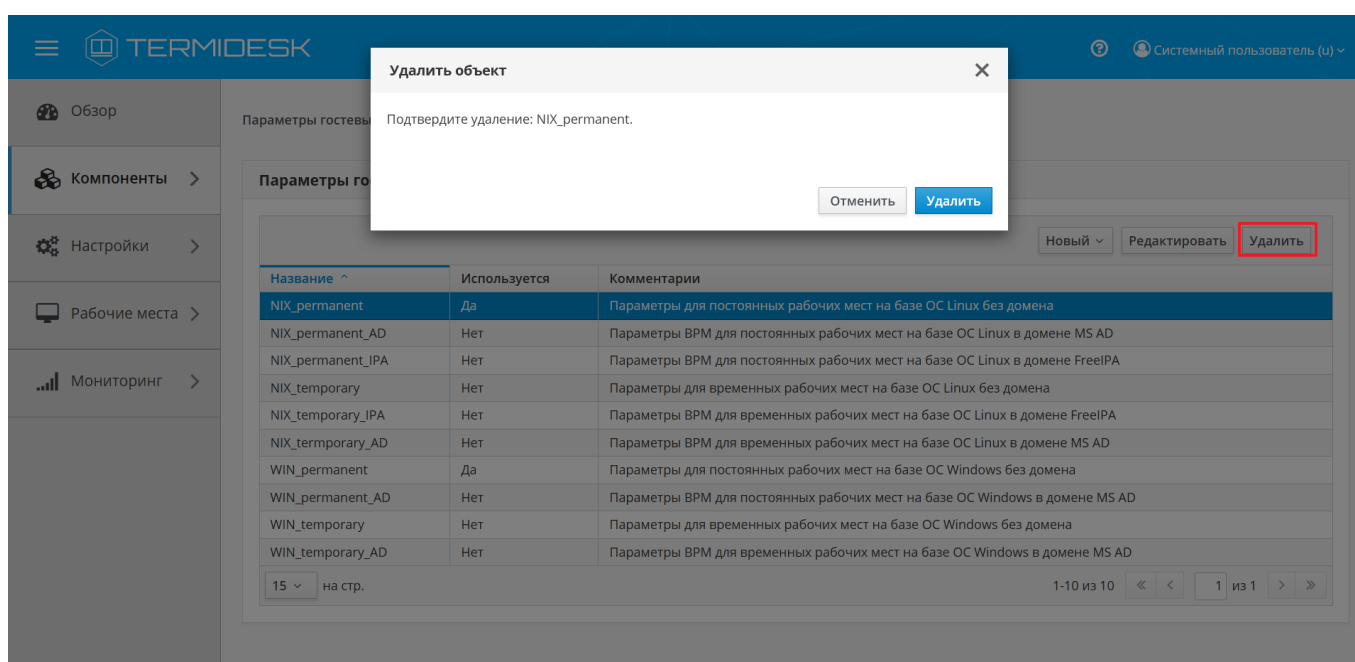 TERMIDESK
Системный пользователь (u)
Удалить объект
Подтвердите удаление: NIX_permanent.
Отменить Удалить
Обзор
Компоненты
Настройки
Рабочие места
Мониторинг
Параметры гостевы
Параметры го
Новый Редактировать Удалить
Название Используется Комментарии
NIX_permanent Да Параметры для постоянных рабочих мест на базе ОС Linux без домена
NIX_permanent_AD Нет Параметры ВРМ для постоянных рабочих мест на базе ОС Linux в домене MS AD
NIX_permanent_IPA Нет Параметры ВРМ для постоянных рабочих мест на базе ОС Linux в домене FreeIPA
NIX_temporary Нет Параметры для временных рабочих мест на базе ОС Linux без домена
NIX_temporary_IPA Нет Параметры ВРМ для временных рабочих мест на базе ОС Linux в домене FreeIPA
NIX_termporary_AD Нет Параметры ВРМ для временных рабочих мест на базе ОС Linux в домене MS AD
WIN_permanent Да Параметры для постоянных рабочих мест на базе ОС Windows без домена
WIN_permanent_AD Нет Параметры ВРМ для постоянных рабочих мест на базе ОС Windows в домене MS AD
WIN_temporary Нет Параметры для временных рабочих мест на базе ОС Windows без домена
WIN_temporary_AD Нет Параметры ВРМ для временных рабочих мест на базе ОС Windows в домене MS AD
15 на стр. 1-10 из 10 « < 1 из 1 > »